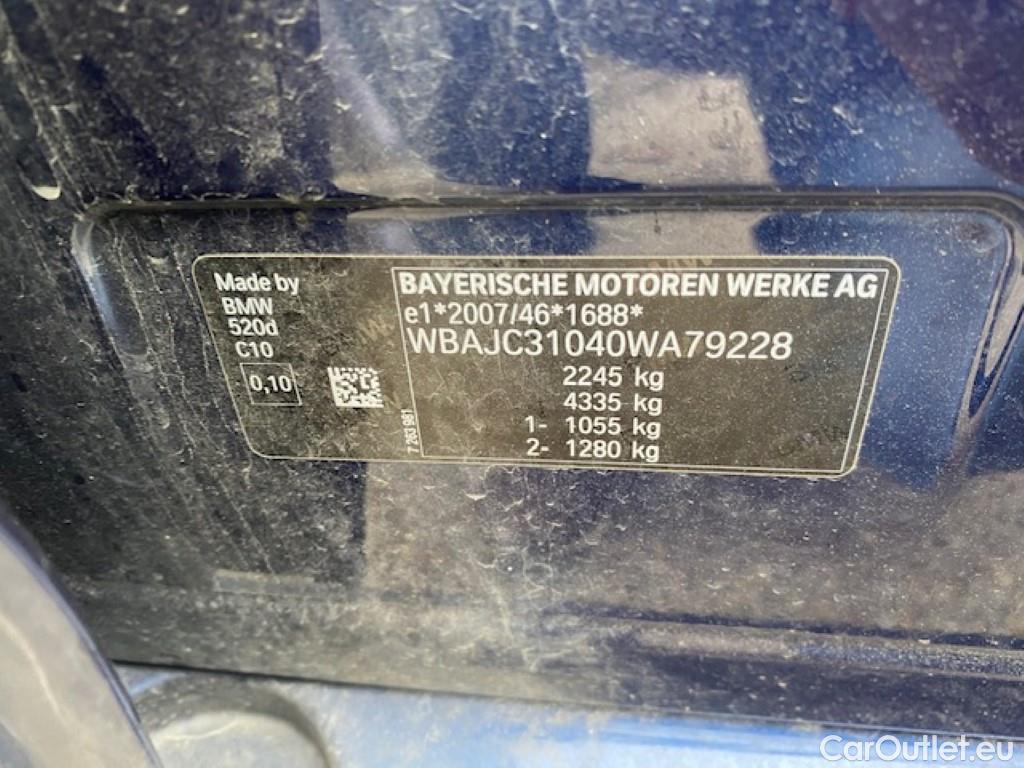 Made by
BMW
520d
C10
0,10
7 263 981
BAYERISCHE MOTOREN WERKE AG
e1*2007/46*1688*
WBAJC31040WA79228
2245 kg
4335 kg
1- 1055 kg
2- 1280 kg
CarOutlet.eu